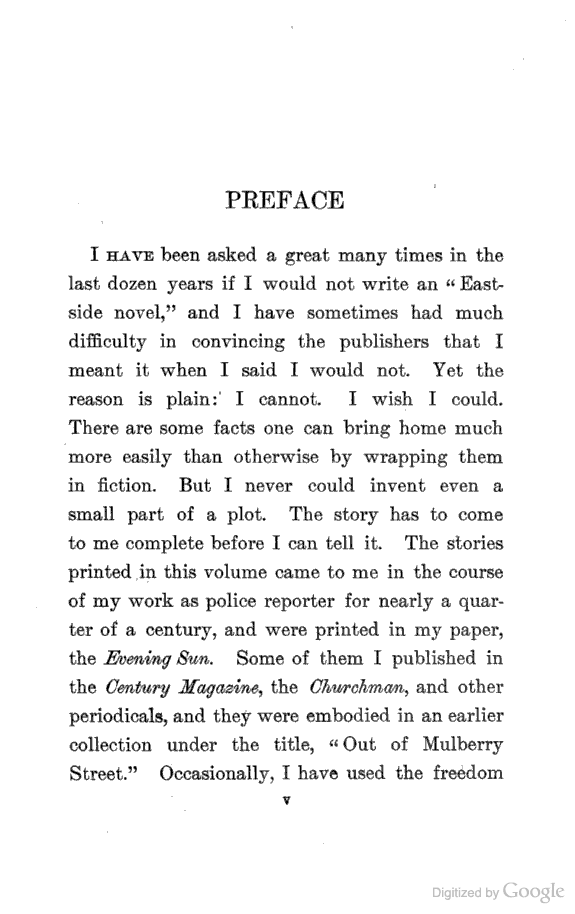 PREFACE
I HAVE been asked a great many times in the
last dozen years if I would not write an “East-
side novel,” and I have sometimes had much
difficulty in convincing the publishers that I
meant it when I said I would not. Yet the
reason is plain: I cannot. I wish I could.
There are some facts one can bring home much
more easily than otherwise by wrapping them
in fiction. But I never could invent even a
small part of a plot. The story has to come
to me complete before I can tell it. The stories
printed in this volume came to me in the course
of my work as police reporter for nearly a quar-
ter of a century, and were printed in my paper,
the Evening Sun. Some of them I published in
the Century Magazine, the Churchman, and other
periodicals, and they were embodied in an earlier
collection under the title, “Out of Mulberry
Street.” Occasionally, I have used the freedom
v
Digitized by Google